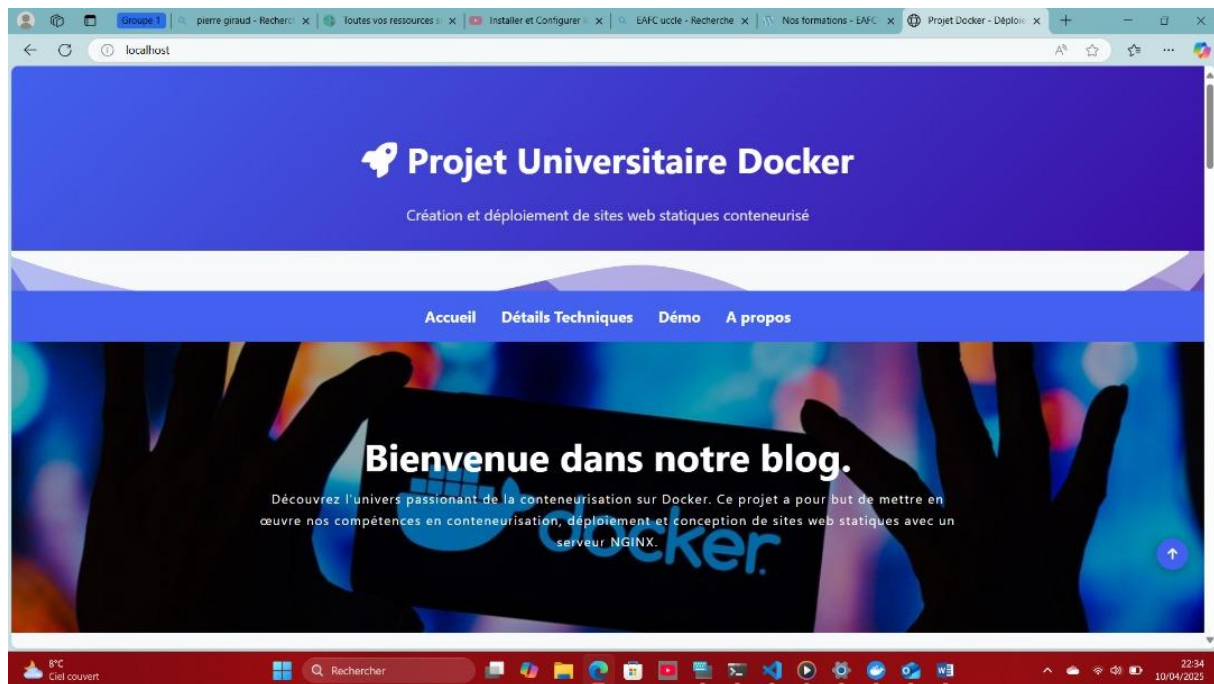 Groupe 1
pierre giraud - Recherc
Toutes vos ressources
Installer et Configurer
EAFC uccle - Recherche
Nos formations - EAFC
Projet Docker - Déploie
localhost
Projet Universitaire Docker
Création et déploiement de sites web statiques conteneurisé
Accueil
Détails Techniques
Démo
A propos
Bienvenue dans notre blog.
Découvrez l'univers passionant de la conteneurisation sur Docker. Ce projet a pour but de mettre en
œuvre nos compétences en conteneurisation, déploiement et conception de sites web statiques avec un
serveur NGINX.
docker
8°C
Ciel couvert
Rechercher
22:34
10/04/2025